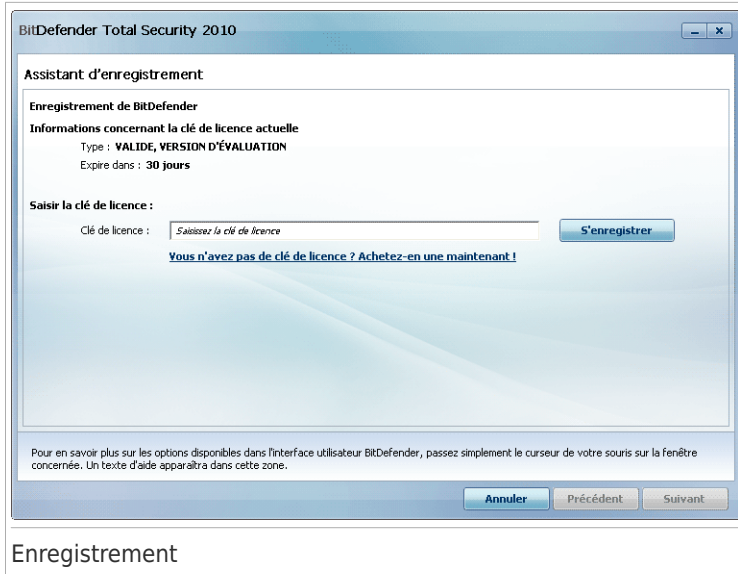 BitDefender Total Security 2010
Assistant d'enregistrement
Enregistrement de BitDefender
Informations concernant la clé de licence actuelle
Type : VALIDE, VERSION D'ÉVALUATION
Expire dans : 30 jours
Saisir la clé de licence :
Clé de licence : Saisissez la clé de licence S'enregistrer
Vous n'avez pas de clé de licence ? Achetez-en une maintenant !
Pour en savoir plus sur les options disponibles dans l'interface utilisateur BitDefender, passez simplement le curseur de votre souris sur la fenêtre
concernée. Un texte d'aide apparaîtra dans cette zone.
Annuler Précédent Suivant
Enregistrement